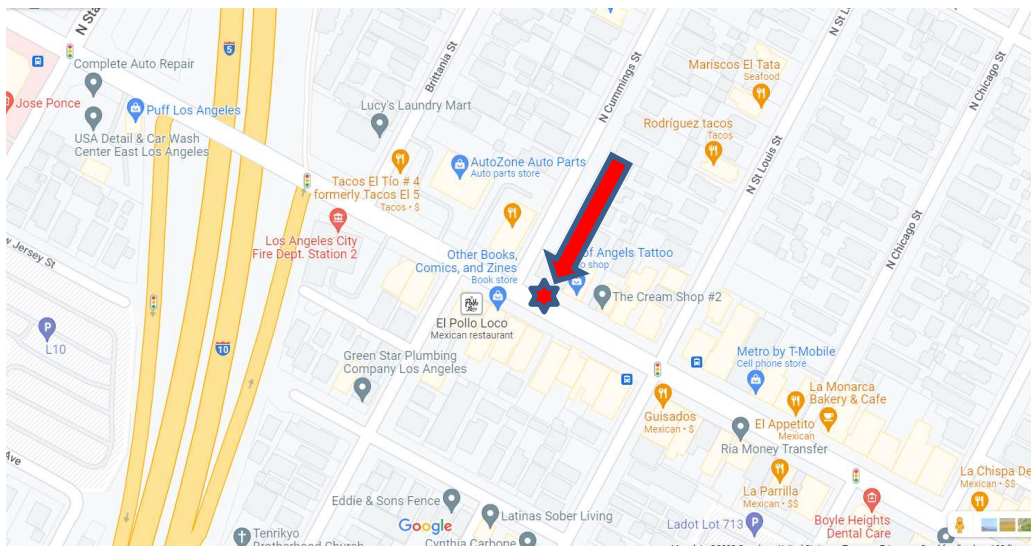 N Sta
5
Brittania St
N Cummings St
N St L
N Chicago St
Complete Auto Repair
Mariscos El Tata
Seafood
Jose Ponce
Puff Los Angeles
Lucy's Laundry Mart
USA Detail & Car Wash
Center East Los Angeles
Rodríguez tacos
Tacos
AutoZone Auto Parts
Auto parts store
Tacos El Tío # 4
formerly Tacos El 5
Tacos • $
N St Louis St
N Chicago St
Los Angeles City
Fire Dept. Station 2
Jersey St
Other Books,
Comics, and Zines
Book store
of Angels Tattoo
o shop
The Cream Shop #2
El Pollo Loco
Mexican restaurant
P
L10
10
Green Star Plumbing
Company Los Angeles
Metro by T-Mobile
Cell phone store
La Monarca
Bakery & Cafe
Guisados
Mexican • $
El Appetito
Mexican
Ria Money Transfer
Ave
La Parrilla
Mexican • $$
La Chispa De
Mexican • $$
Eddie & Sons Fence
Google
Latinas Sober Living
Ladot Lot 713
P
Boyle Heights
Dental Care
Tenrikyo
Brotherhood Church
Cynthia Carbone